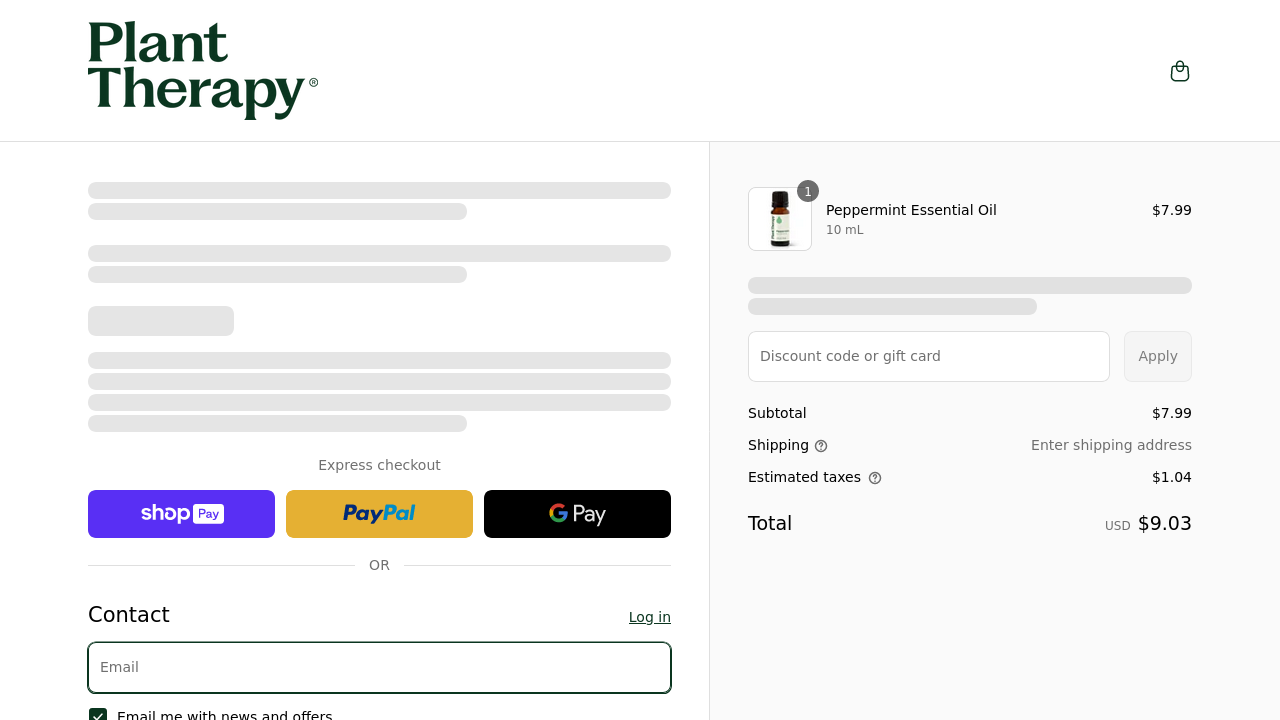 Plant
Therapy®
1
Peppermint Essential Oil
$7.99
10 mL
Discount code or gift card
Apply
Subtotal
$7.99
Shipping
Enter shipping address
Estimated taxes
$1.04
Total
USD $9.03
Express checkout
shop Pay
PayPal
G Pay
OR
Contact
Log in
Email
Email me with news and offers